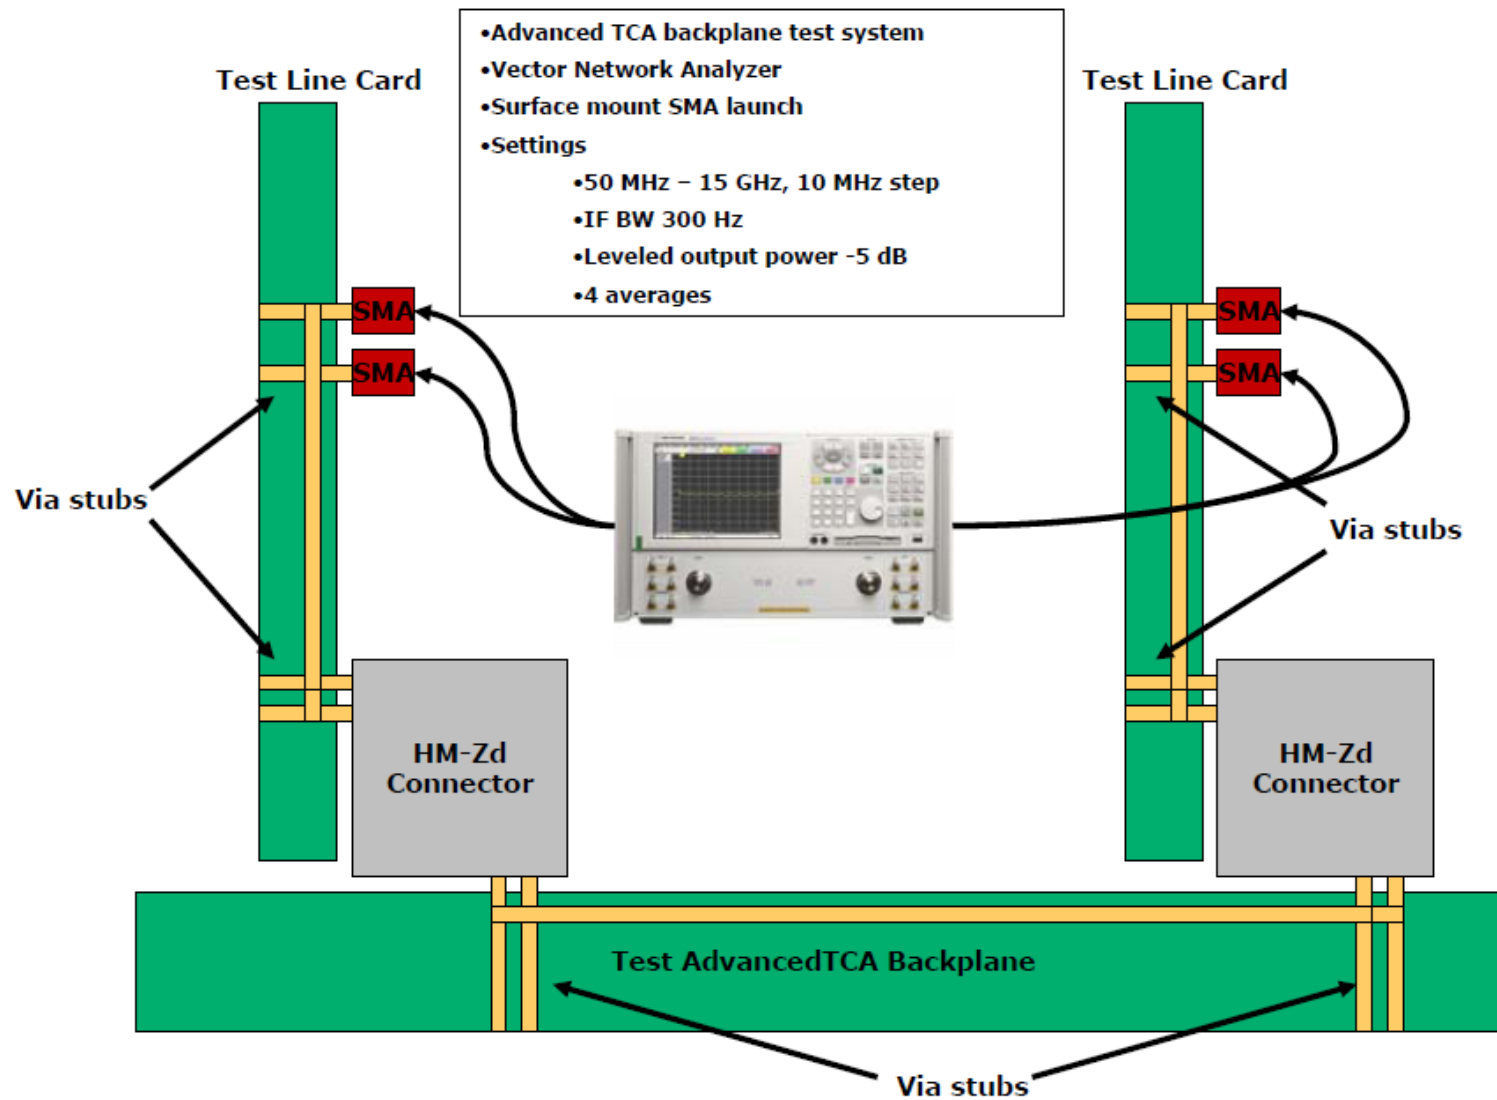 •Advanced TCA backplane test system
•Vector Network Analyzer
•Surface mount SMA launch
•Settings
•50 MHz – 15 GHz, 10 MHz step
•IF BW 300 Hz
•Leveled output power -5 dB
•4 averages
Test Line Card
Test Line Card
SMA
SMA
SMA
SMA
Via stubs
Via stubs
HM-Zd
Connector
HM-Zd
Connector
Test AdvancedTCA Backplane
Via stubs